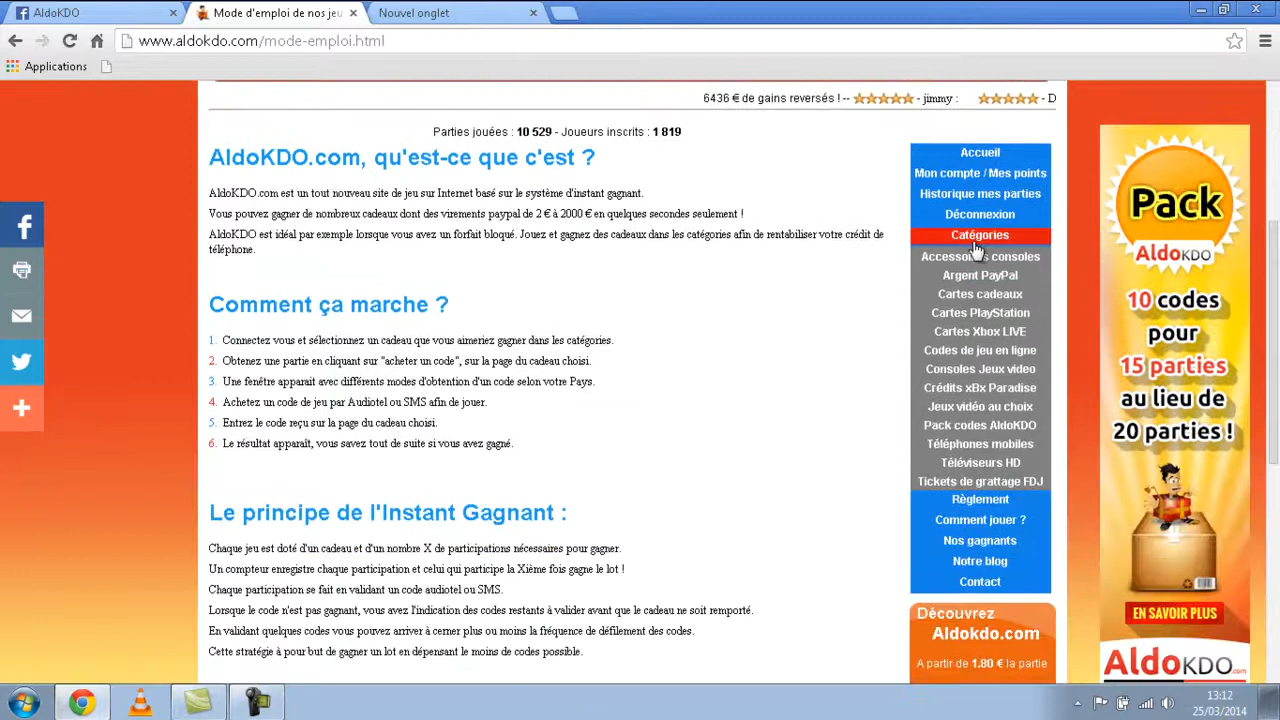 AldoKDO
Mode d'emploi de nos jeu
Nouvel onglet
www.aldokdo.com/mode-emploi.html
Applications
6436 € de gains reversés ! -- ★★★★★ - jimmy : ★★★★★ - D
Parties jouées : 10 529 - Joueurs inscrits : 1 819
AldoKDO.com, qu'est-ce que c'est ?
AldoKDO.com est un tout nouveau site de jeu sur Internet basé sur le système d'instant gagnant.
Vous pouvez gagner de nombreux cadeaux dont des virements paypal de 2 € à 2000 € en quelques secondes seulement !
AldoKDO est idéal par exemple lorsque vous avez un forfait bloqué. Jouez et gagnez des cadeaux dans les catégories afin de rentabiliser votre crédit de
téléphone.
Comment ça marche ?
1. Connectez vous et sélectionnez un cadeau que vous aimeriez gagner dans les catégories.
2. Obtenez une partie en cliquant sur "acheter un code", sur la page du cadeau choisi.
3. Une fenêtre apparait avec différents modes d'obtention d'un code selon votre Pays.
4. Achetez un code de jeu par Audiotel ou SMS afin de jouer.
5. Entrez le code reçu sur la page du cadeau choisi.
6. Le résultat apparaît, vous savez tout de suite si vous avez gagné.
Le principe de l'Instant Gagnant :
Chaque jeu est doté d'un cadeau et d'un nombre X de participations nécessaires pour gagner.
Un compteur enregistre chaque participation et celui qui participe la Xième fois gagne le lot !
Chaque participation se fait en validant un code audiotel ou SMS.
Lorsque le code n'est pas gagnant, vous avez l'indication des codes restants à valider avant que le cadeau ne soit remporté.
En validant quelques codes vous pouvez arriver à cerner plus ou moins la fréquence de défilement des codes.
Cette stratégie à pour but de gagner un lot en dépensant le moins de codes possible.
Accueil
Mon compte / Mes points
Historique mes parties
Déconnexion
Catégories
Accessoires consoles
Argent PayPal
Cartes cadeaux
Cartes PlayStation
Cartes Xbox LIVE
Codes de jeu en ligne
Consoles Jeux video
Crédits xBx Paradise
Jeux vidéo au choix
Pack codes AldoKDO
Téléphones mobiles
Téléviseurs HD
Tickets de grattage FDJ
Règlement
Comment jouer ?
Nos gagnants
Notre blog
Contact
Découvrez
Aldokdo.com
A partir de 1.80 € la partie
Pack
AldoKDO
10 codes
pour
15 parties
au lieu de
20 parties !
EN SAVOIR PLUS
AldoKDO.com
13:12
25/03/2014